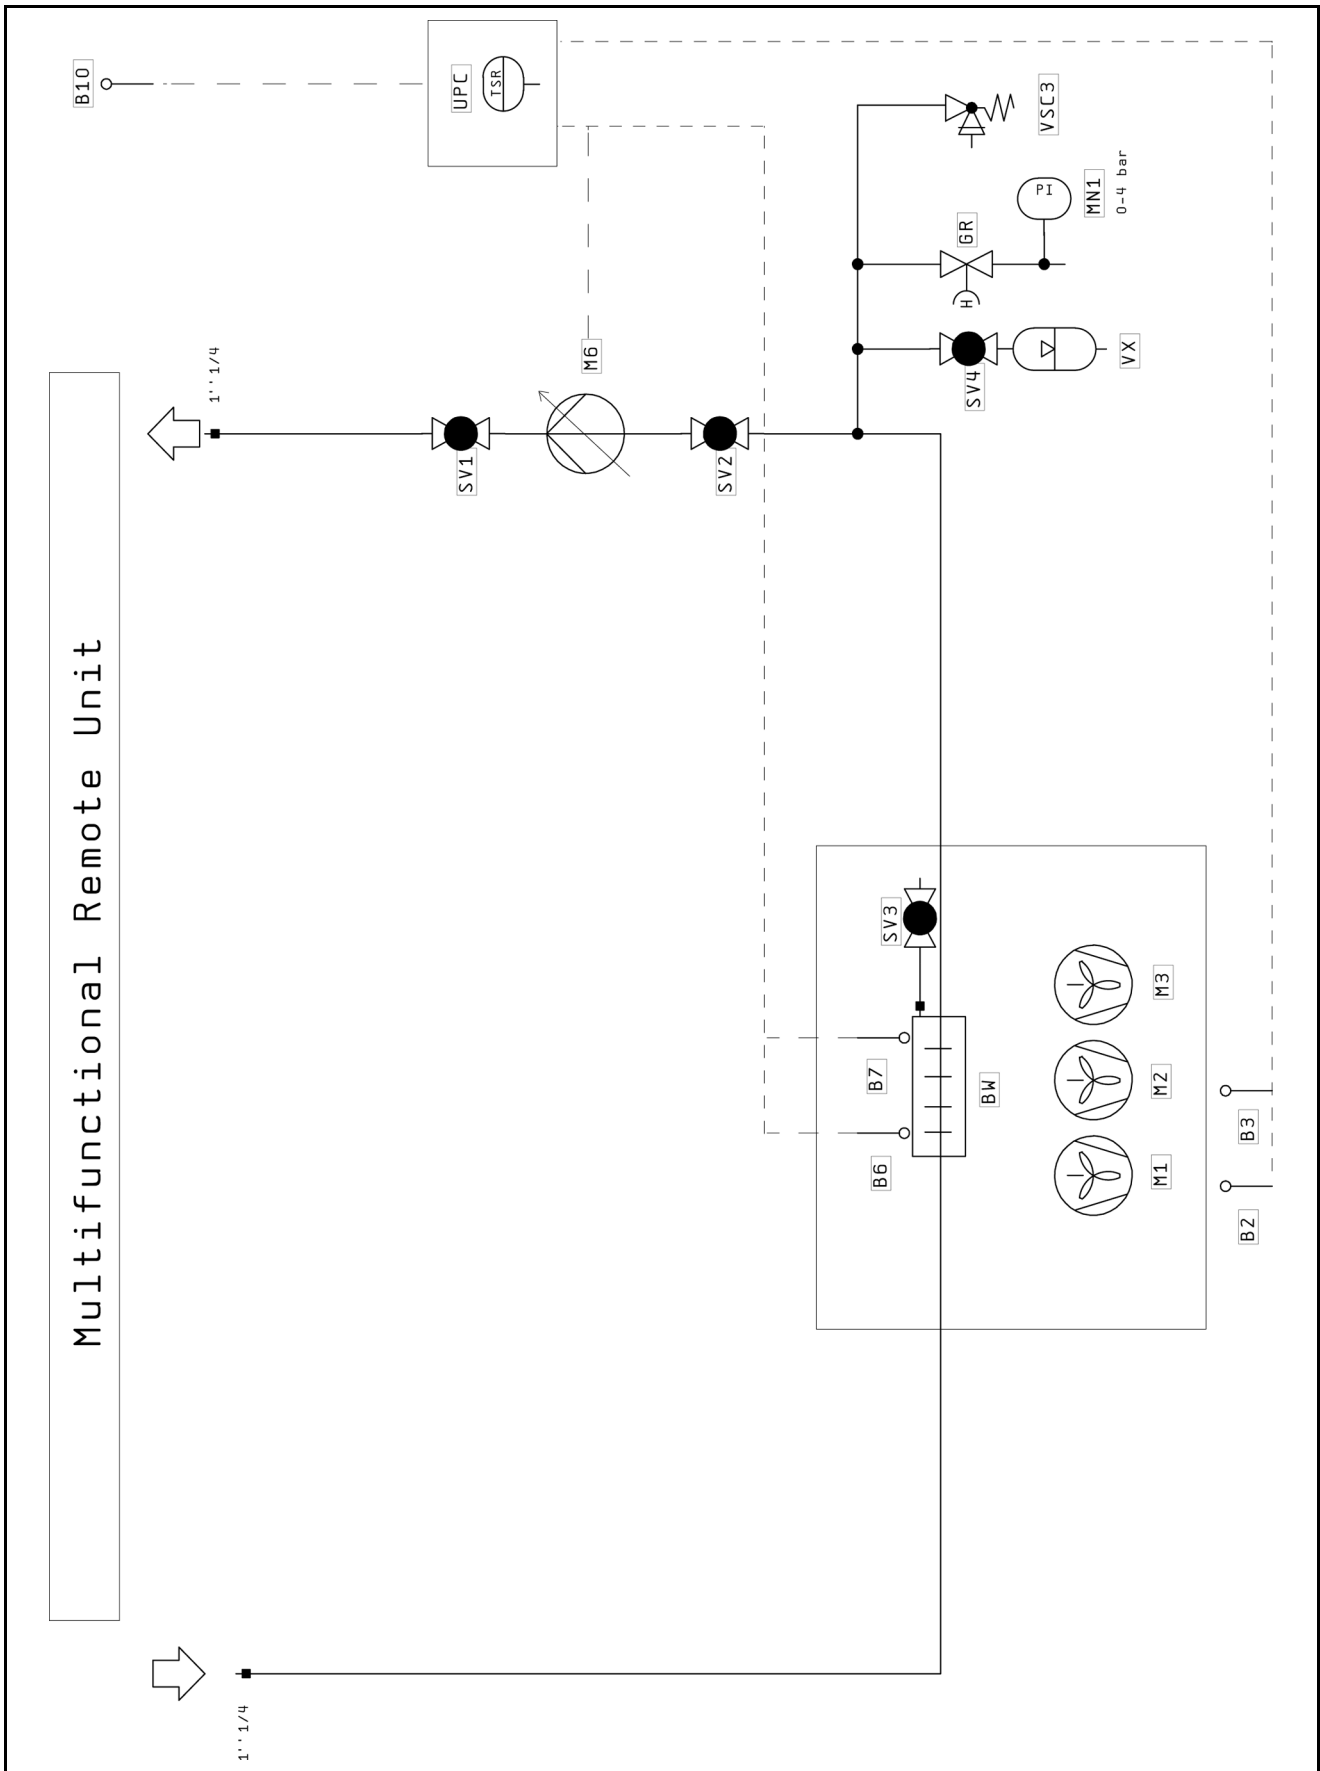 Multifunctional Remote Unit
B10
1''1/4
1''1/4
SV1
UPC
TSR
M6
SV2
B6
B7
SV3
BW
SV4
H
GR
PI
VSC3
MN1
0-4 bar
VX
M1
M2
M3
B2
B3